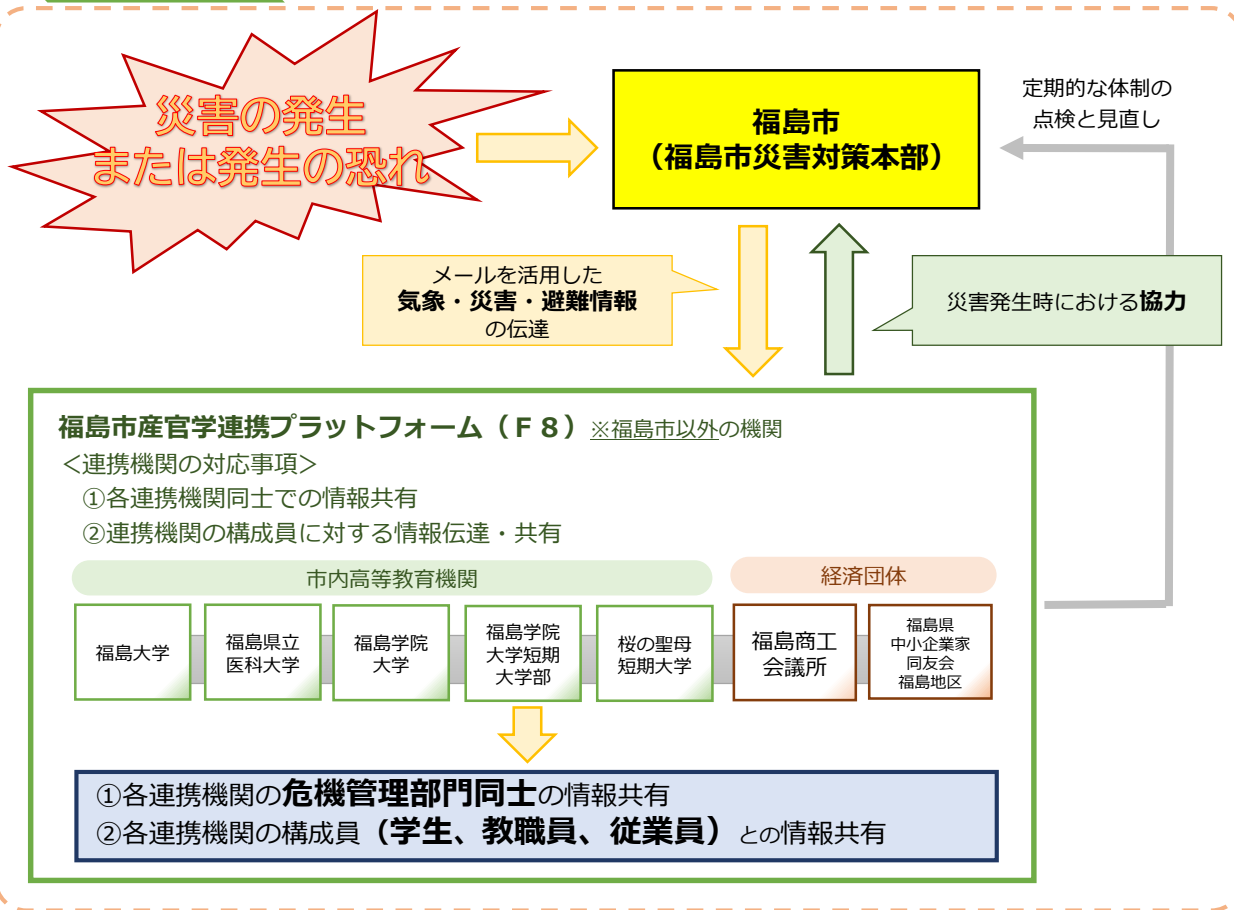 災害の発生
または発生の恐れ
福島市
（福島市災害対策本部）
定期的な体制の
点検と見直し
メールを活用した
気象・災害・避難情報
の伝達
災害発生時における協力
福島市産官学連携プラットフォーム（Ｆ８）※福島市以外の機関
＜連携機関の対応事項＞
①各連携機関同士での情報共有
②連携機関の構成員に対する情報伝達・共有
市内高等教育機関
経済団体
福島大学
福島県立
医科大学
福島学院
大学
福島学院
大学短期
大学部
桜の聖母
短期大学
福島商工
会議所
福島県
中小企業家
同友会
福島地区
①各連携機関の危機管理部門同士の情報共有
②各連携機関の構成員（学生、教職員、従業員）との情報共有